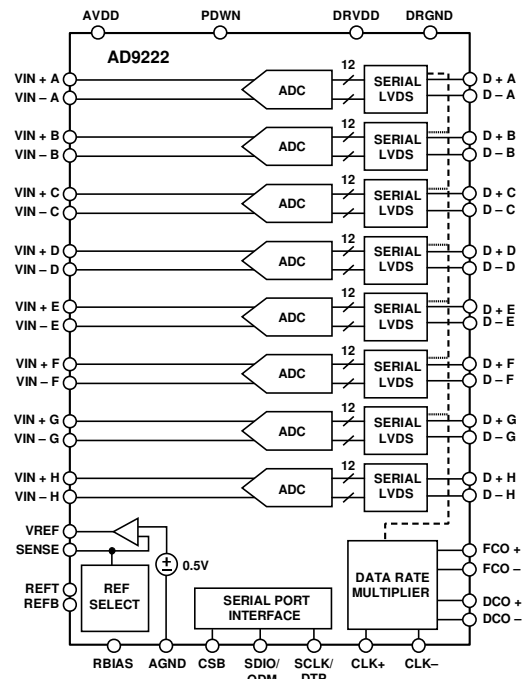 AVDD PDWN DRVDD DRGND
AD9222
VIN + A
VIN – A
ADC
12
SERIAL
LVDS
D + A
D – A
VIN + B
VIN – B
ADC
12
SERIAL
LVDS
D + B
D – B
VIN + C
VIN – C
ADC
12
SERIAL
LVDS
D + C
D – C
VIN + D
VIN – D
ADC
12
SERIAL
LVDS
D + D
D – D
VIN + E
VIN – E
ADC
12
SERIAL
LVDS
D + E
D – E
VIN + F
VIN – F
ADC
12
SERIAL
LVDS
D + F
D – F
VIN + G
VIN – G
ADC
12
SERIAL
LVDS
D + G
D – G
VIN + H
VIN – H
ADC
12
SERIAL
LVDS
D + H
D – H
VREF
SENSE
0.5V
REFT
REFB
REF
SELECT
SERIAL PORT
INTERFACE
DATA RATE
MULTIPLIER
FCO +
FCO –
DCO +
DCO –
RBIAS AGND CSB SDIO/ SCLK/ CLK+ CLK–